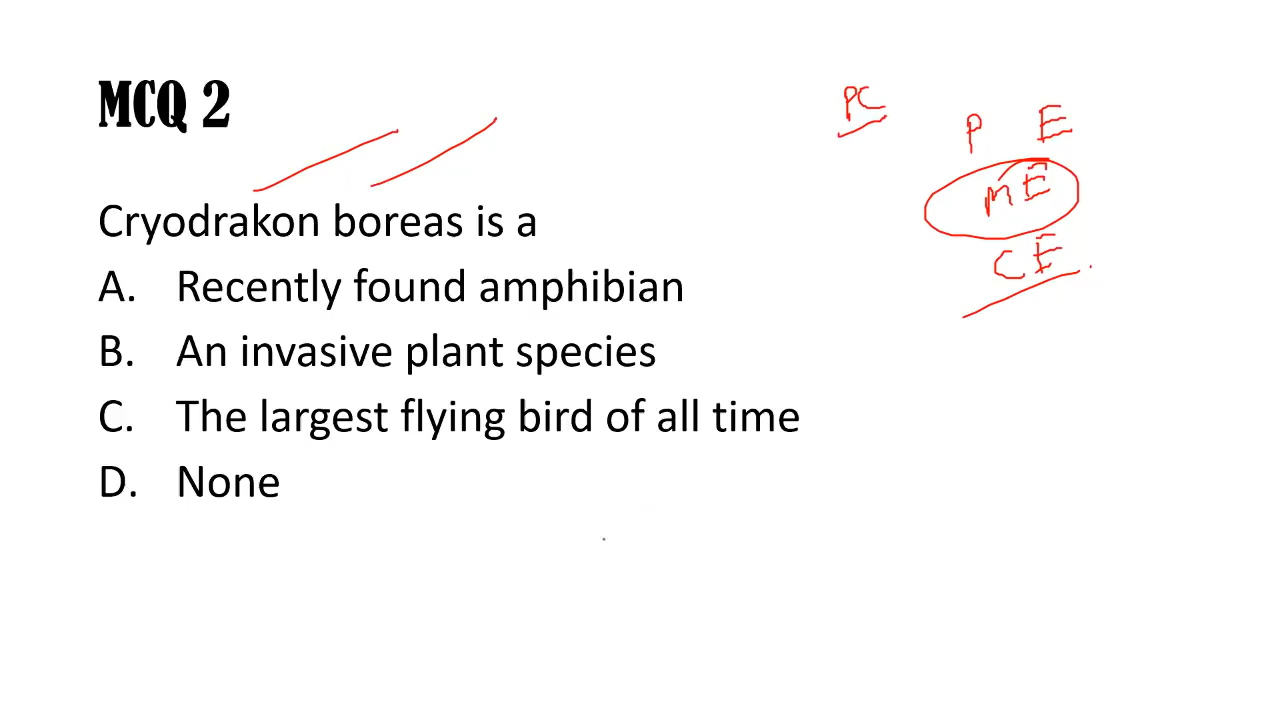 MCQ 2
PC
P E
ME
CE
Cryodrakon boreas is a
A. Recently found amphibian
B. An invasive plant species
C. The largest flying bird of all time
D. None